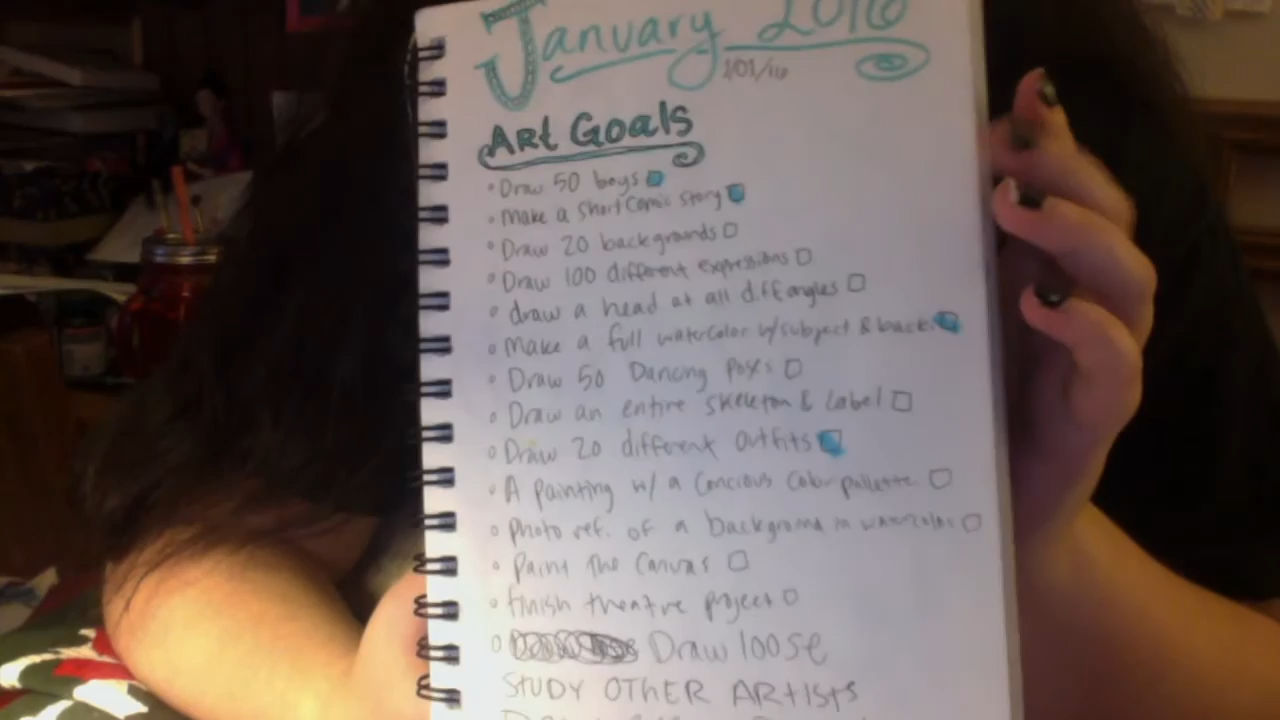 January 2016
1/01/16
Art Goals
Draw 50 boys
Make a short comic story
Draw 20 backgrounds
Draw 100 different expressions
draw a head at all diff angles
Make a full watercolor w/subject & back.
Draw 50 Dancing Poses
Draw an entire skeleton & Label
Draw 20 different outfits
A painting w/ a Concious Color pallette
Photo ref. of a background in watercolor
Paint The Canvas
finish theatre project
Draw loose
STUDY OTHER ARTISTS